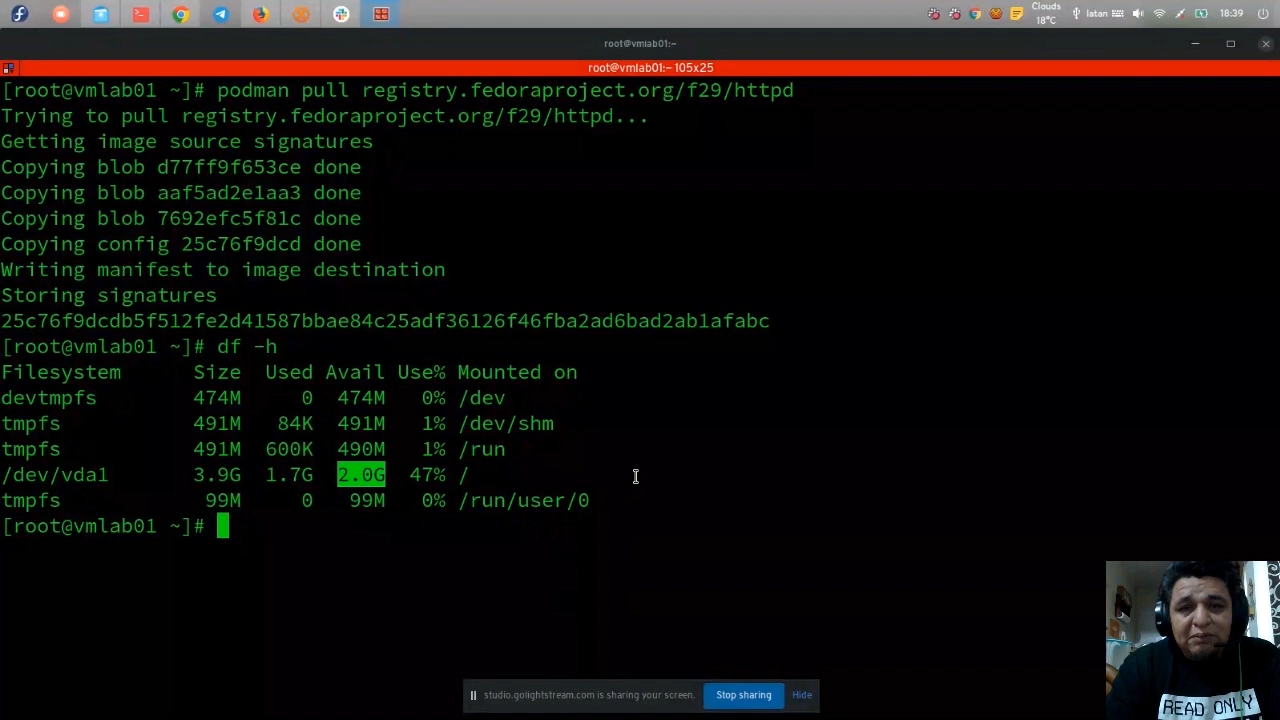 Clouds
18°C
latan
18:39
root@vmlab01:~
root@vmlab01:~ 105x25
[root@vmlab01 ~]# podman pull registry.fedoraproject.org/f29/httpd
Trying to pull registry.fedoraproject.org/f29/httpd...
Getting image source signatures
Copying blob d77ff9f653ce done
Copying blob aaf5ad2e1aa3 done
Copying blob 7692efc5f81c done
Copying config 25c76f9dcd done
Writing manifest to image destination
Storing signatures
25c76f9dcdb5f512fe2d41587bbae84c25adf36126f46fba2ad6bad2ab1afabc
[root@vmlab01 ~]# df -h
Filesystem Size Used Avail Use% Mounted on
devtmpfs 474M 0 474M 0% /dev
tmpfs 491M 84K 491M 1% /dev/shm
tmpfs 491M 600K 490M 1% /run
/dev/vda1 3.9G 1.7G 2.0G 47% /
tmpfs 99M 0 99M 0% /run/user/0
[root@vmlab01 ~]#
studio.golightstream.com is sharing your screen.
Stop sharing
Hide
READ ONLY